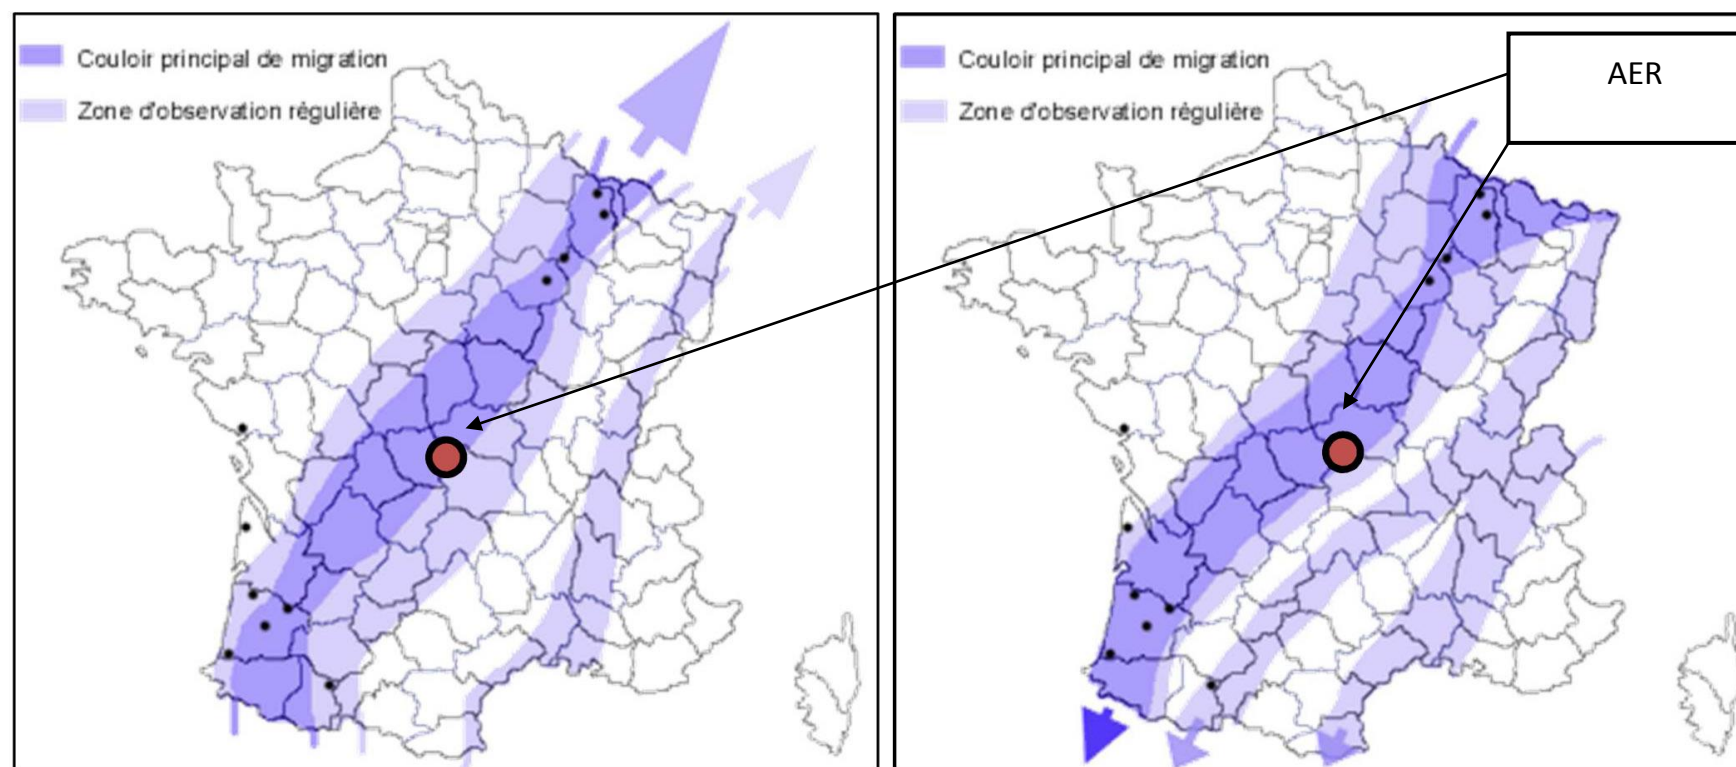 Couloir principal de migration
Zone d'observation régulière
Couloir principal de migration
Zone d'observation régulière
AER